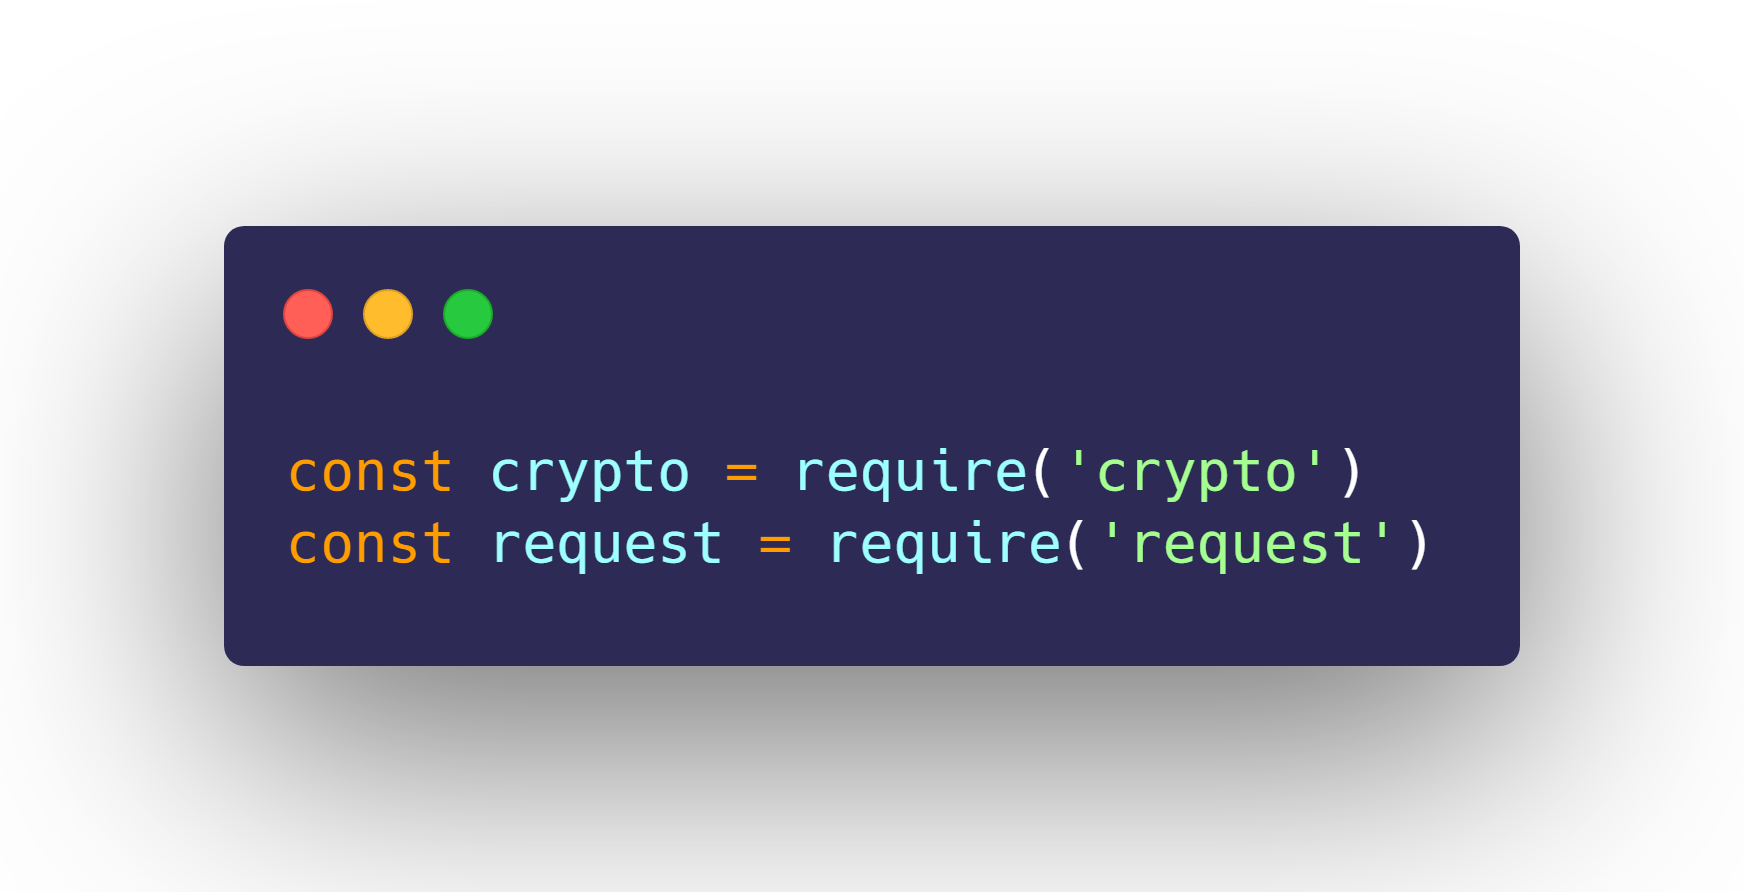 const crypto = require('crypto')
const request = require('request')